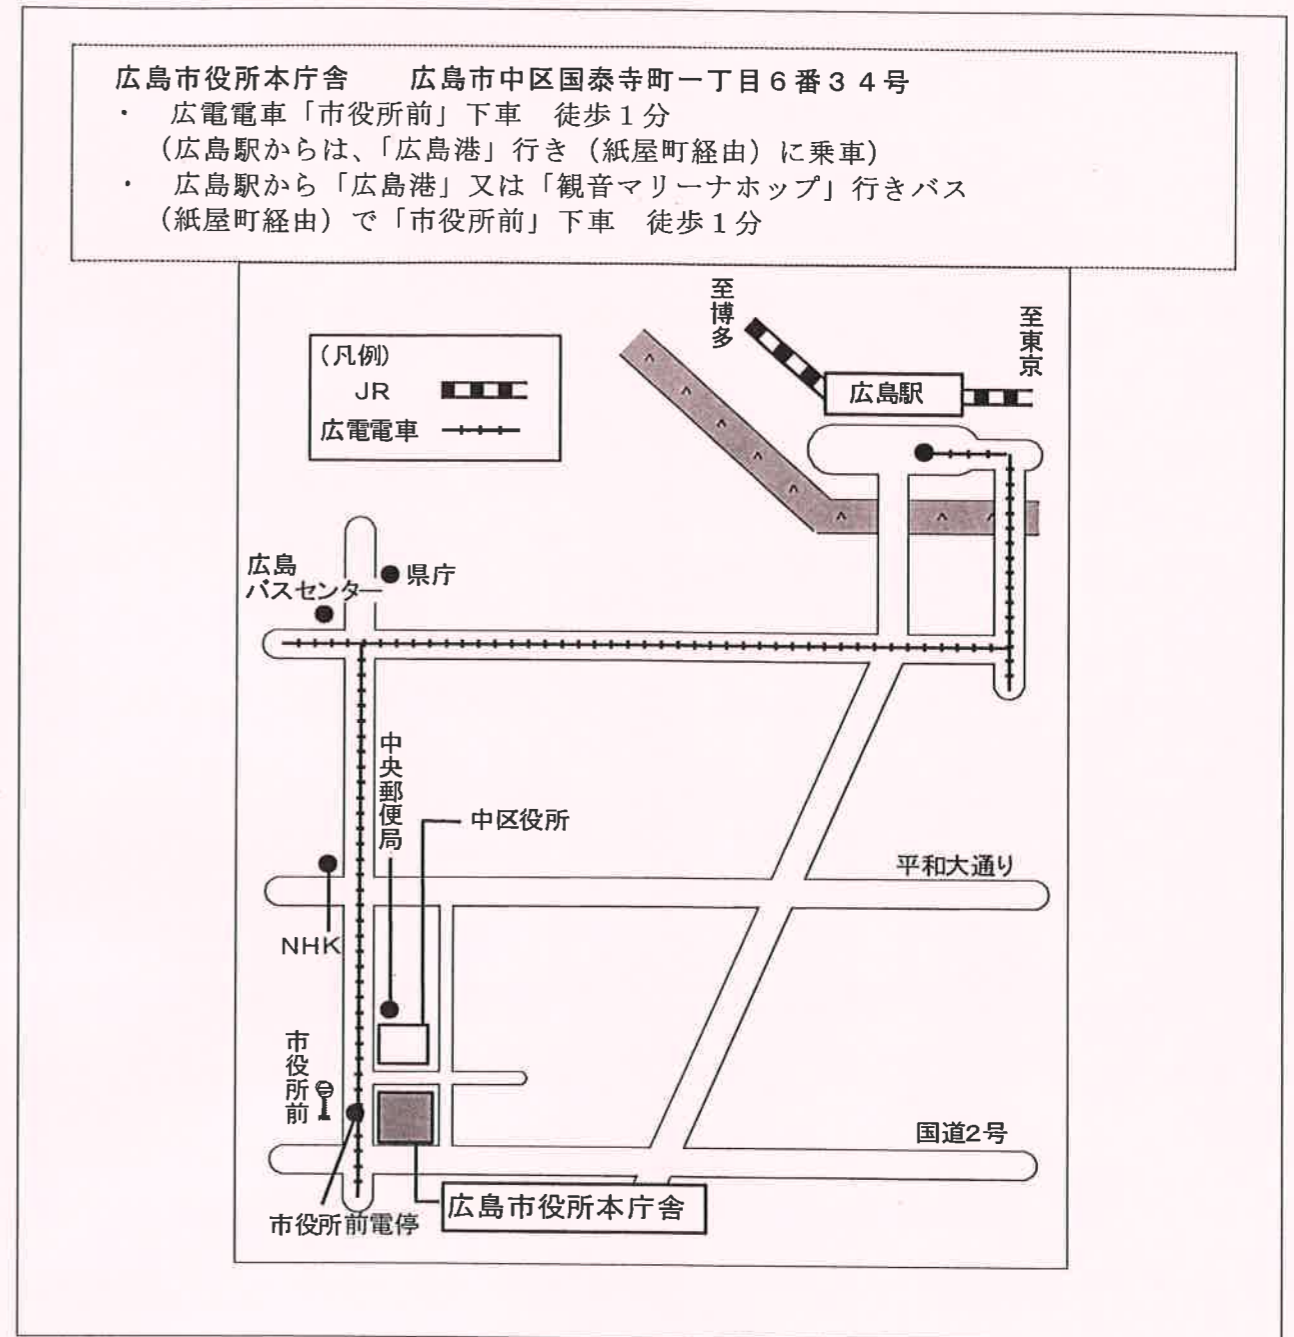 広島市役所本庁舎　　広島市中区国泰寺町一丁目6番34号
・　広電電車「市役所前」下車　徒歩1分
（広島駅からは、「広島港」行き（紙屋町経由）に乗車）
・　広島駅から「広島港」又は「観音マリーナホップ」行きバス
（紙屋町経由）で「市役所前」下車　徒歩1分
至博多
至東京
（凡例）
JR
広電電車
広島駅
広島
バスセンター
県庁
中央郵便局
中区役所
平和大通り
NHK
市役所前
国道2号
広島市役所本庁舎
市役所前電停